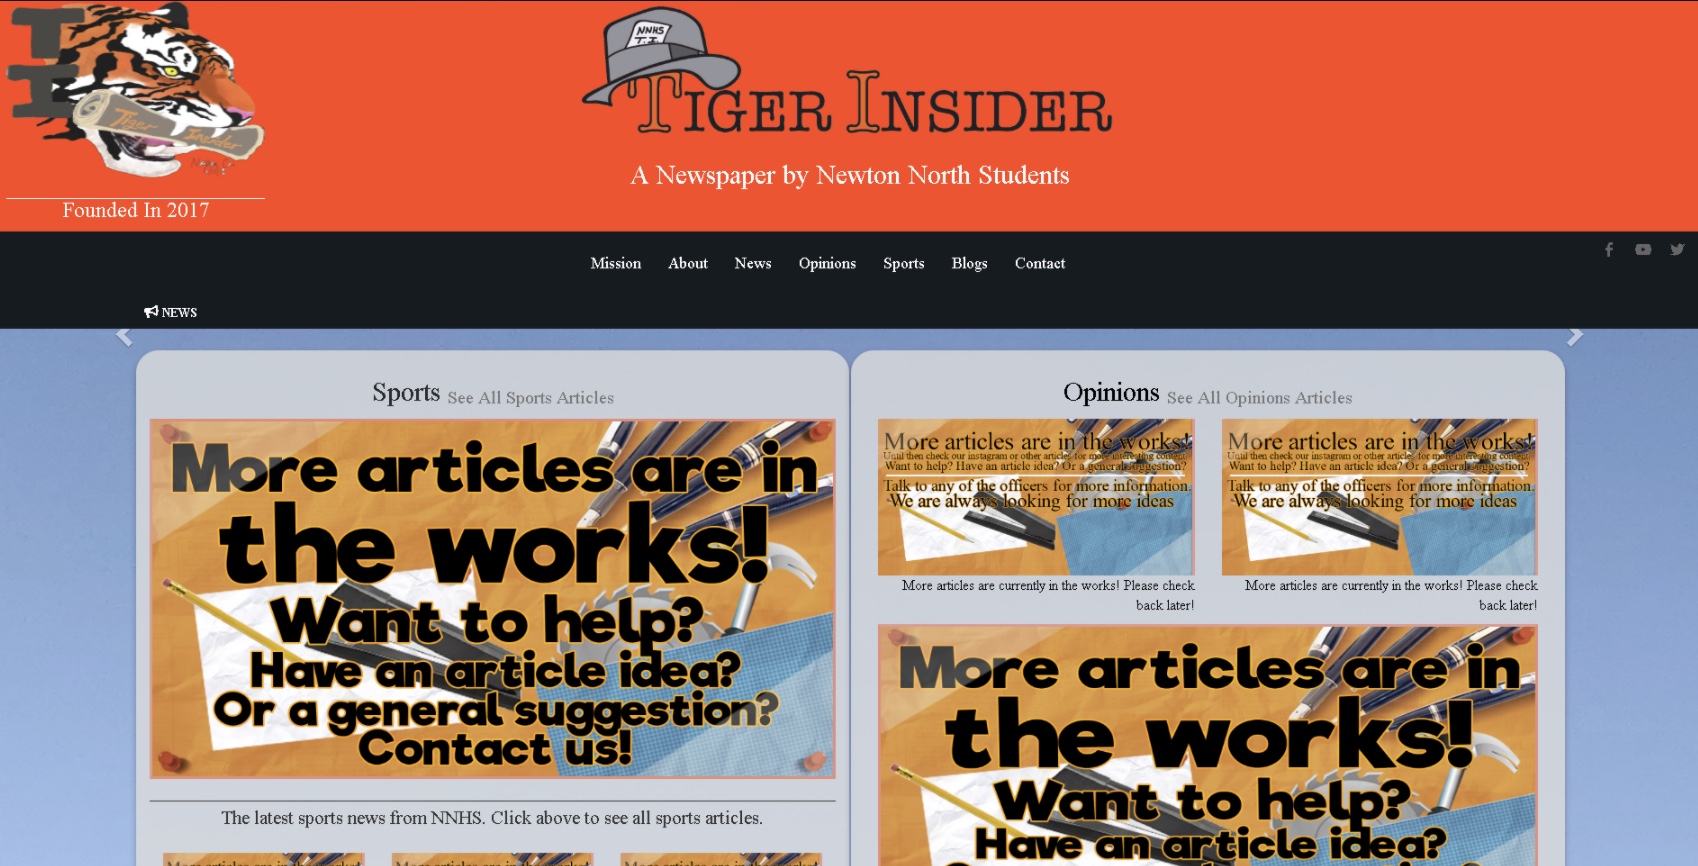 Tiger Insider
NNHS
T.I
TIGER INSIDER
A Newspaper by Newton North Students
Founded In 2017
Mission About News Opinions Sports Blogs Contact
NEWS
Sports See All Sports Articles
More articles are in
the works!
Want to help?
Have an article idea?
Or a general suggestion?
Contact us!
The latest sports news from NNHS. Click above to see all sports articles.
Opinions See All Opinions Articles
More articles are in the works!
Until then check our instagram or other articles for more interesting content.
Want to help? Have an article idea? Or a general suggestion?
Talk to any of the officers for more information.
We are always looking for more ideas
More articles are currently in the works! Please check
back later!
More articles are in the works!
Until then check our instagram or other articles for more interesting content.
Want to help? Have an article idea? Or a general suggestion?
Talk to any of the officers for more information.
We are always looking for more ideas
More articles are currently in the works! Please check
back later!
More articles are in
the works!
Want to help?
Have an article idea?